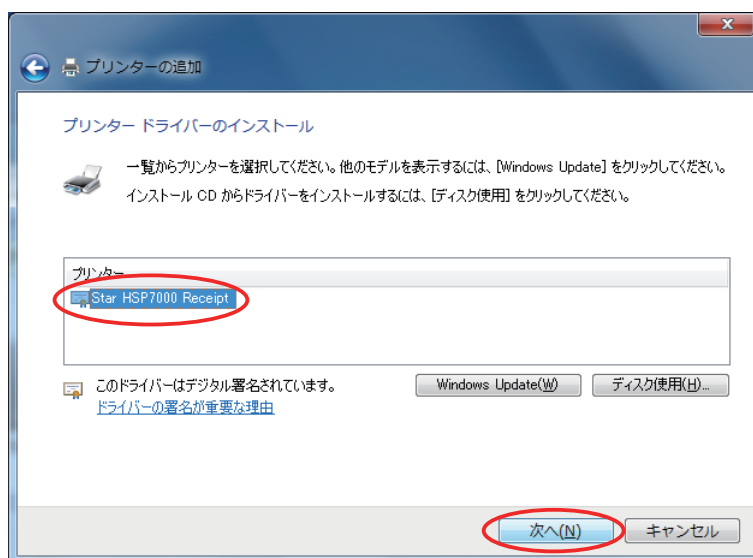 プリンターの追加
プリンター ドライバーのインストール
一覧からプリンターを選択してください。他のモデルを表示するには、[Windows Update] をクリックしてください。
インストール CD からドライバーをインストールするには、[ディスク使用] をクリックしてください。
プリンター
Star HSP7000 Receipt
このドライバーはデジタル署名されています。
ドライバーの署名が重要な理由
Windows Update(W)
ディスク使用(H)...
次へ(N)
キャンセル